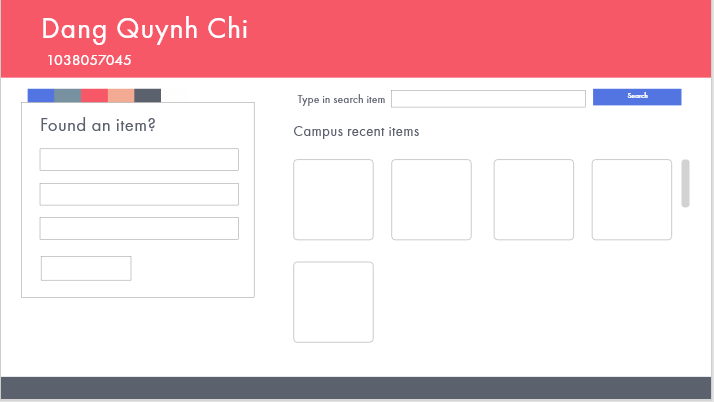 Dang Quynh Chi
1038057045
Type in search item
Search
Found an item?
Campus recent items